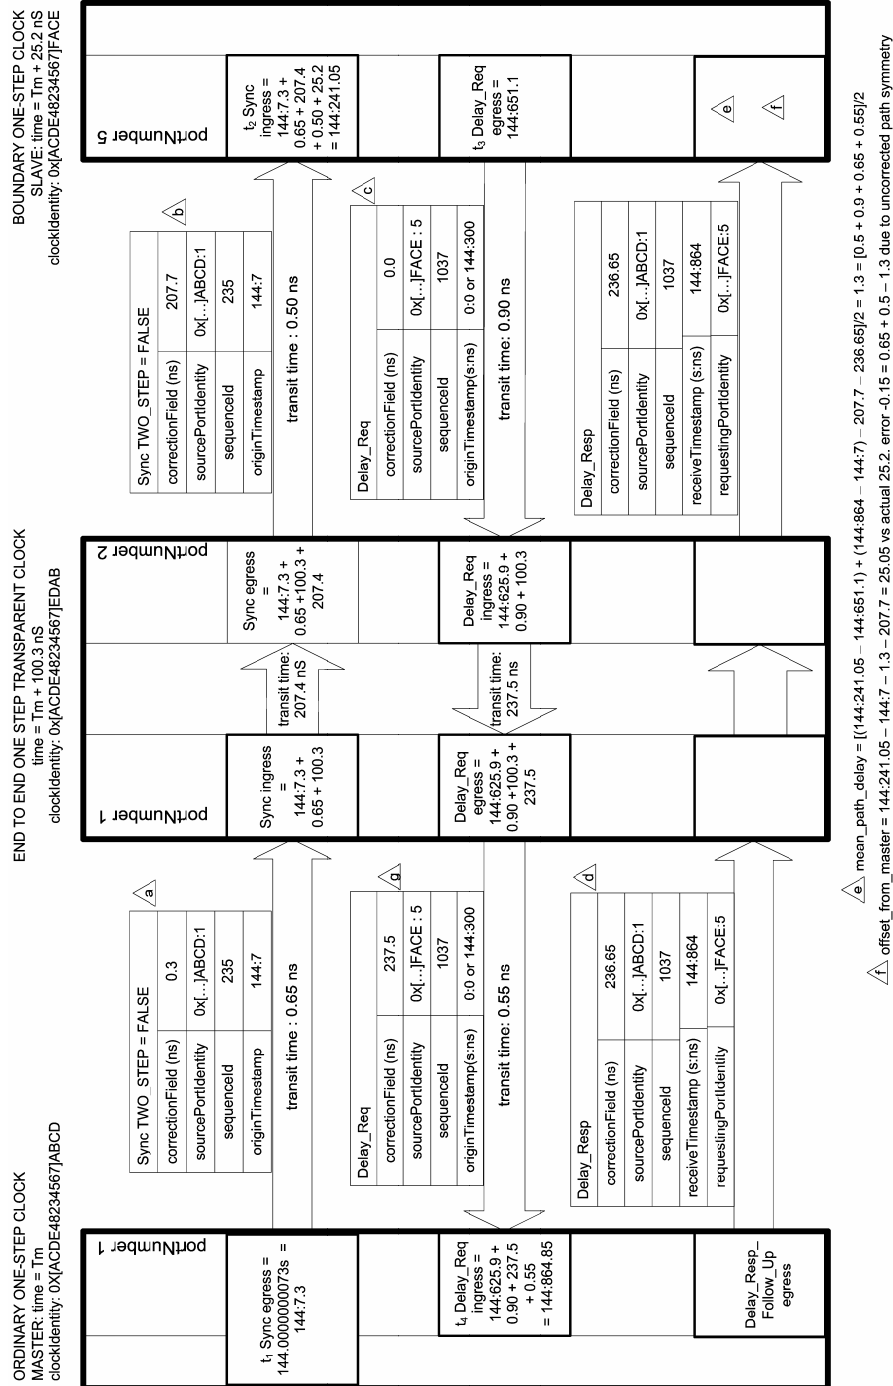 ORDINARY ONE-STEP CLOCK
MASTER: time = Tm
clockIdentity: 0X[ACDE48234567]ABCD
END TO END ONE STEP TRANSPARENT CLOCK
time = Tm + 100.3 nS
clockIdentity: 0x[ACDE48234567]EDAB
BOUNDARY ONE-STEP CLOCK
SLAVE: time = Tm + 25.2 nS
clockIdentity: 0x[ACDE48234567]FACE
portNumber 1
portNumber 1
portNumber 2
portNumber 5
t₁ Sync egress =
144.0000000073s =
144:7.3
Sync TWO_STEP = FALSE
correctionField (ns) 0.3
sourcePortIdentity 0x[...]ABCD:1
sequenceId 235
originTimestamp 144:7
a
transit time : 0.65 ns
Sync ingress
=
144:7.3 +
0.65 + 100.3
transit time:
207.4 nS
Sync egress
=
144:7.3 +
0.65 +100.3 +
207.4
Sync TWO_STEP = FALSE
correctionField (ns) 207.7
sourcePortIdentity 0x[...]ABCD:1
sequenceId 235
originTimestamp 144:7
b
transit time : 0.50 ns
t₂ Sync
ingress =
144:7.3 +
0.65 + 207.4
+ 0.50 + 25.2
= 144:241.05
t₄ Delay_Req
ingress =
144:625.9 +
0.90 + 237.5
+ 0.55
= 144:864.85
Delay_Req
correctionField (ns) 237.5
sourcePortIdentity 0x[...]FACE : 5
sequenceId 1037
originTimestamp(s:ns) 0:0 or 144:300
g
transit time: 0.55 ns
Delay_Req
egress =
144:625.9 +
0.90 +100.3 +
237.5
transit time:
237.5 ns
Delay_Req
ingress =
144:625.9 +
0.90 + 100.3
Delay_Req
correctionField (ns) 0.0
sourcePortIdentity 0x[...]FACE : 5
sequenceId 1037
originTimestamp(s:ns) 0:0 or 144:300
c
transit time: 0.90 ns
t₃ Delay_Req
egress =
144:651.1
Delay_Resp_
Follow_Up
egress
Delay_Resp
correctionField (ns) 236.65
sourcePortIdentity 0x[...]ABCD:1
sequenceId 1037
receiveTimestamp (s:ns) 144:864
requestingPortIdentity 0x[...]FACE:5
d
Delay_Resp
correctionField (ns) 236.65
sourcePortIdentity 0x[...]ABCD:1
sequenceId 1037
receiveTimestamp (s:ns) 144:864
requestingPortIdentity 0x[...]FACE:5
e
f
e mean_path_delay = [(144:241.05 – 144:651.1) + (144:864 – 144:7) – 207.7 – 236.65]/2 = 1.3 = [0.5 + 0.9 + 0.65 + 0.55]/2
f offset_from_master = 144:241.05 – 144:7 – 1.3 – 207.7 = 25.05 vs actual 25.2. error -0.15 = 0.65 + 0.5 – 1.3 due to uncorrected path symmetry